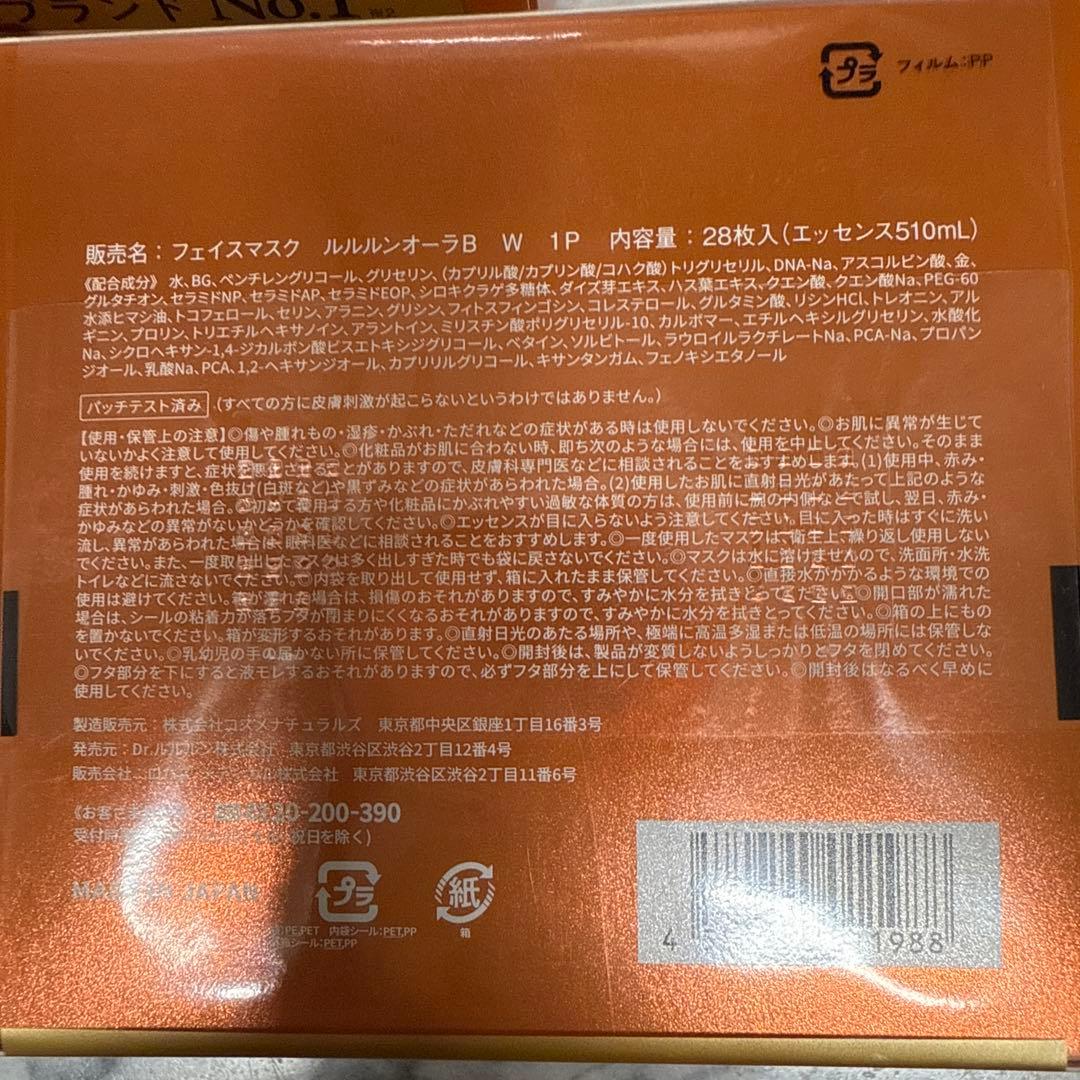 ブランド No.1 ※2
プラ フィルム:PP
販売名：フェイスマスク ルルルンオーラB W 1P 内容量：28枚入(エッセンス510mL)
《配合成分》 水、BG、ペンチレングリコール、グリセリン、(カプリル酸/カプリン酸/コハク酸)トリグリセリル、DNA-Na、アスコルビン酸、金、
グルタチオン、セラミドNP、セラミドAP、セラミドEOP、シロキクラゲ多糖体、ダイズ芽エキス、ハス葉エキス、クエン酸、クエン酸Na、PEG-60
水添ヒマシ油、トコフェロール、セリン、アラニン、グリシン、フィトスフィンゴシン、コレステロール、グルタミン酸、リシンHCl、トレオニン、アル
ギニン、プロリン、トリエチルヘキサノイン、アラントイン、ミリスチン酸ポリグリセリル-10、カルボマー、エチルヘキシルグリセリン、水酸化
Na、シクロヘキサン-1,4-ジカルボン酸ビスエトキシジグリコール、ベタイン、ソルビトール、ラウロイルラクチレートNa、PCA-Na、プロパン
ジオール、乳酸Na、PCA、1,2-ヘキサンジオール、カプリリルグリコール、キサンタンガム、フェノキシエタノール
パッチテスト済み (すべての方に皮膚刺激が起こらないというわけではありません。)
【使用・保管上の注意】◎傷や腫れもの・湿疹・かぶれ・ただれなどの症状がある時は使用しないでください。◎お肌に異常が生じて
いないかよく注意して使用してください。◎化粧品がお肌に合わない時、即ち次のような場合には、使用を中止してください。そのまま
使用を続けますと、症状を悪化させることがありますので、皮膚科専門医などに相談されることをおすすめします。(1)使用中、赤み・
腫れ・かゆみ・刺激・色抜け(白斑など)や黒ずみなどの症状があらわれた場合。(2)使用したお肌に直射日光があたって上記のような
症状があらわれた場合。◎初めて使用する方や化粧品にかぶれやすい過敏な体質の方は、使用前に腕の内側などで試し、翌日、赤み・
かゆみなどの異常がないかどうかを確認してください。◎エッセンスが目に入らないよう注意してください。目に入った時はすぐに洗い
流し、異常があらわれた場合は、眼科医などに相談されることをおすすめします。◎一度使用したマスクは、衛生上、繰り返し使用しない
でください。また、一度取り出したマスクは多く出しすぎた時でも袋に戻さないでください。◎マスクは水に溶けませんので、洗面所・水洗
トイレなどに流さないでください。◎内袋を取り出して使用せず、箱に入れたまま保管してください。◎直接水がかかるような環境での
使用は避けてください。箱が濡れた場合は、損傷のおそれがありますので、すみやかに水分を拭きとってください。◎開口部が濡れた
場合は、シールの粘着力が落ちフタが閉まりにくくなるおそれがありますので、すみやかに水分を拭きとってください。◎箱の上にもの
を置かないでください。箱が変形するおそれがあります。◎直射日光のあたる場所や、極端に高温多湿または低温の場所には保管しな
いでください。◎乳幼児の手の届かない所に保管してください。◎開封後は、製品が変質しないようしっかりとフタを閉めてください。
◎フタ部分を下にすると液モレするおそれがありますので、必ずフタ部分を上にして保管してください。◎開封後はなるべく早めに
使用してください。
製造販売元：株式会社コスメナチュラルズ 東京都中央区銀座1丁目16番3号
発売元：Dr.ルルルン株式会社 東京都渋谷区渋谷2丁目12番4号
販売会社 株式会社 東京都渋谷区渋谷2丁目11番6号
《お客さま 0120-200-390
受付時 祝日を除く)
MADE IN JAPAN
プラ 紙
PE,PET 内袋シール:PET,PP 箱
シール:PET,PP
4 1988